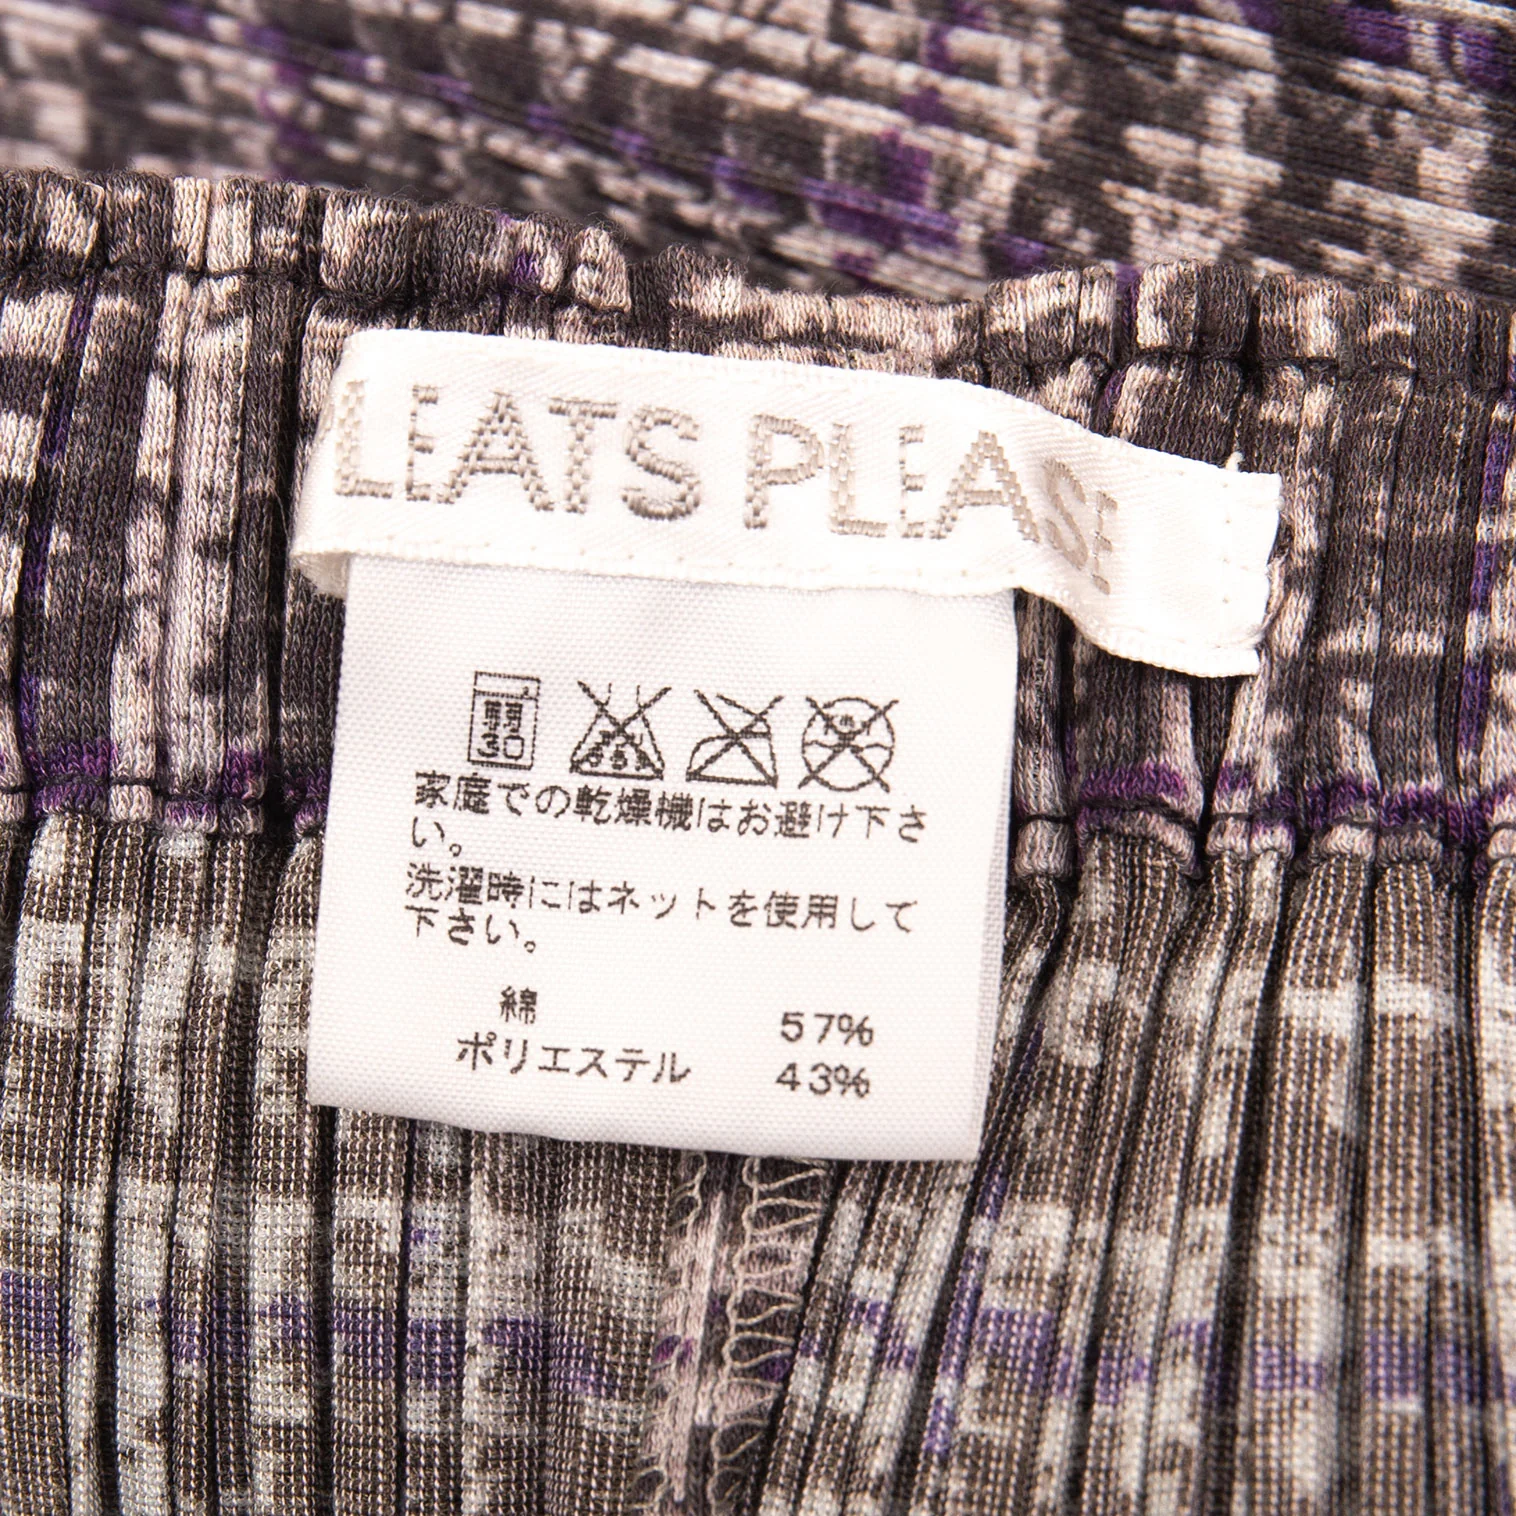 PLEATS PLEASE
家庭での乾燥機はお避け下さ
い。
洗濯時にはネットを使用して
下さい。
綿 57%
ポリエステル 43%